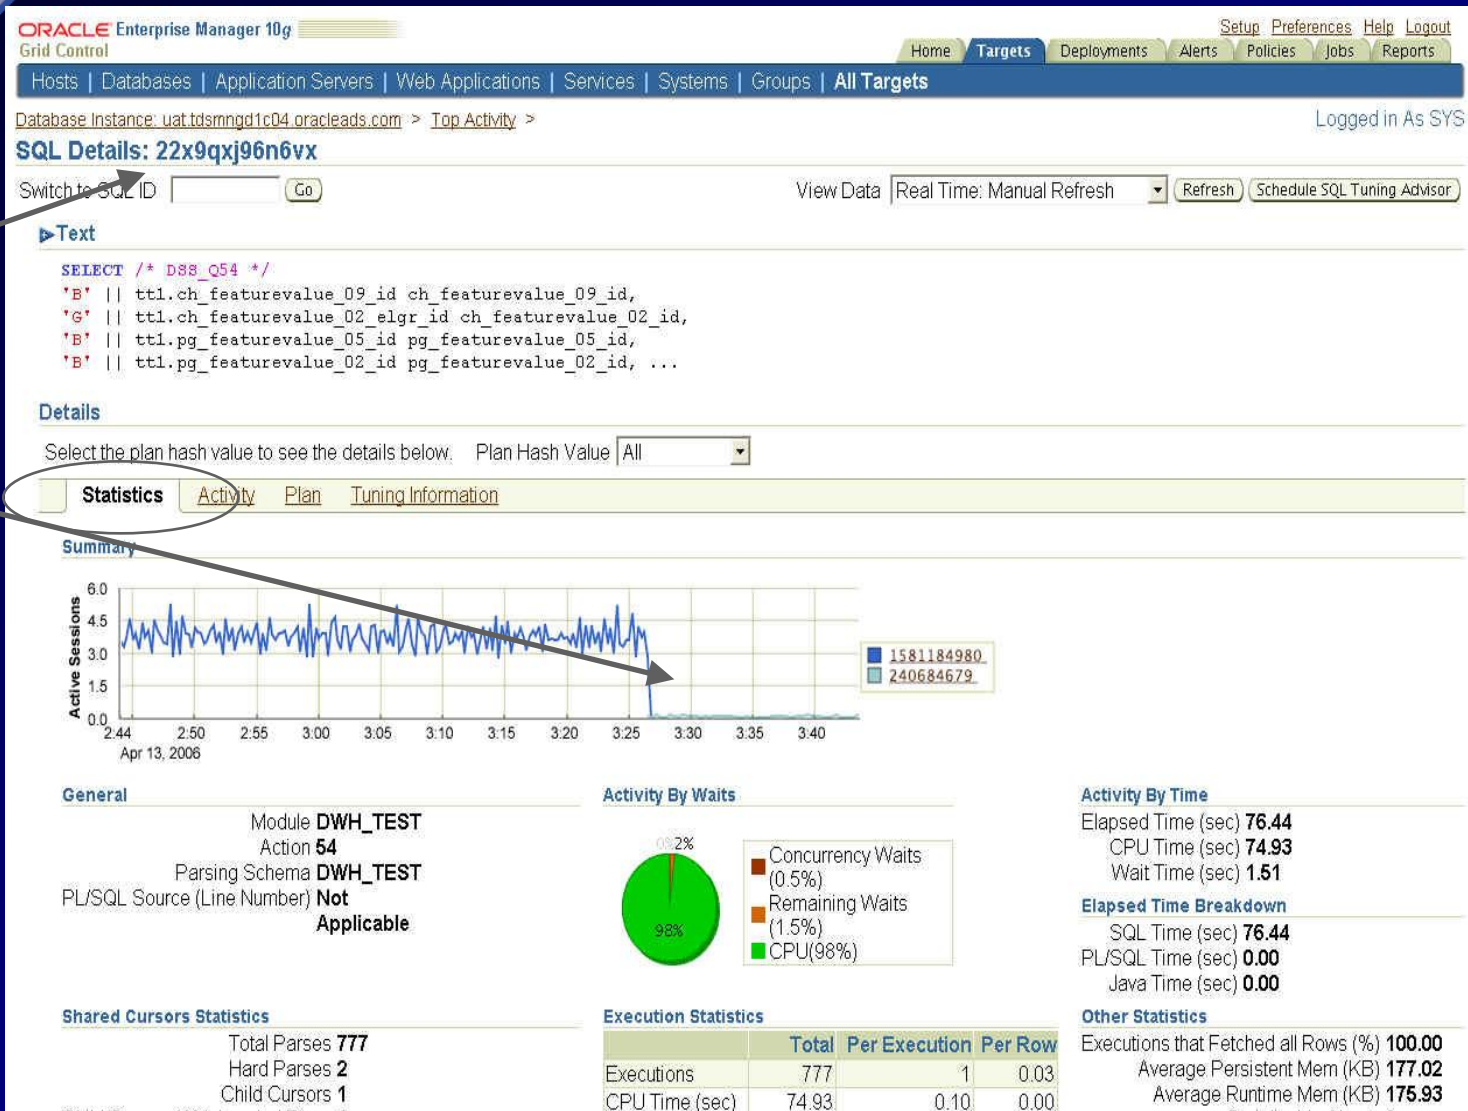 ORACLE Enterprise Manager 10g
Grid Control
Setup Preferences Help Logout
Home Targets Deployments Alerts Policies Jobs Reports
Hosts | Databases | Application Servers | Web Applications | Services | Systems | Groups | All Targets
Database Instance: uat.tdsmngd1c04.oracleads.com > Top Activity >
Logged in As SYS
SQL Details: 22x9qxj96n6vx
Switch to SQL ID Go
View Data Real Time: Manual Refresh Refresh Schedule SQL Tuning Advisor
Text
SELECT /* DSS_Q54 */
'B' || tt1.ch_featurevalue_09_id ch_featurevalue_09_id,
'G' || tt1.ch_featurevalue_02_elgr_id ch_featurevalue_02_id,
'B' || tt1.pg_featurevalue_05_id pg_featurevalue_05_id,
'B' || tt1.pg_featurevalue_02_id pg_featurevalue_02_id, ...
Details
Select the plan hash value to see the details below. Plan Hash Value All
Statistics Activity Plan Tuning Information
Summary
Active Sessions
6.0
4.5
3.0
1.5
0.0
2:44 2:50 2:55 3:00 3:05 3:10 3:15 3:20 3:25 3:30 3:35 3:40
Apr 13, 2006
1581184980
240684679
General
Module DWH_TEST
Action 54
Parsing Schema DWH_TEST
PL/SQL Source (Line Number) Not
Applicable
Activity By Waits
2%
98%
Concurrency Waits
(0.5%)
Remaining Waits
(1.5%)
CPU(98%)
Activity By Time
Elapsed Time (sec) 76.44
CPU Time (sec) 74.93
Wait Time (sec) 1.51
Elapsed Time Breakdown
SQL Time (sec) 76.44
PL/SQL Time (sec) 0.00
Java Time (sec) 0.00
Shared Cursors Statistics
Total Parses 777
Hard Parses 2
Child Cursors 1
Execution Statistics
Total Per Execution Per Row
Executions 777 1 0.03
CPU Time (sec) 74.93 0.10 0.00
Other Statistics
Executions that Fetched all Rows (%) 100.00
Average Persistent Mem (KB) 177.02
Average Runtime Mem (KB) 175.93